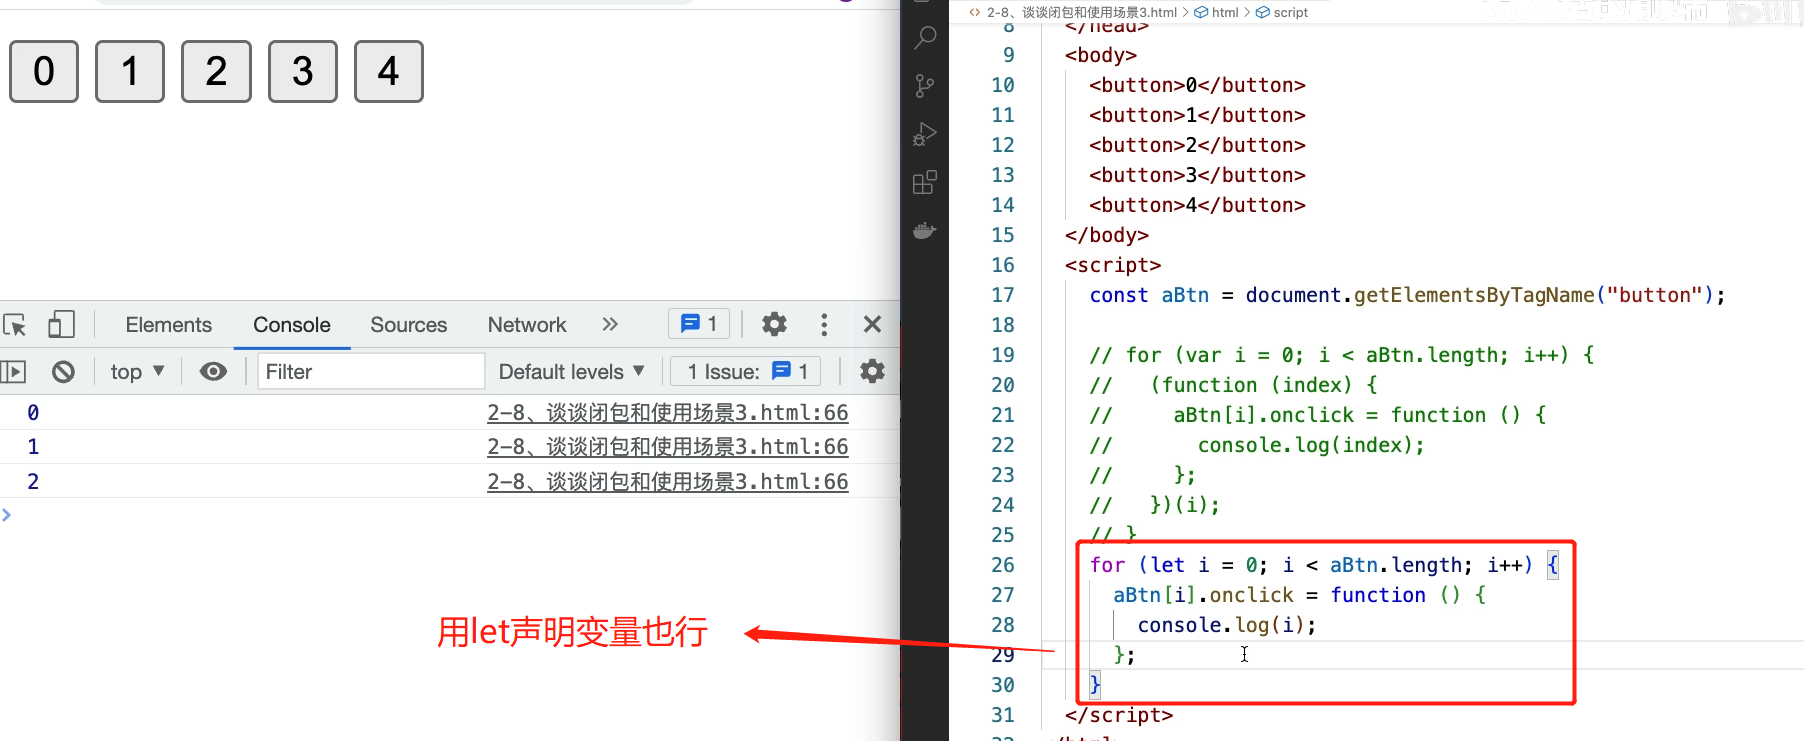 0 1 2 3 4
Elements Console Sources Network 1
top Filter Default levels 1 Issue: 1
0 2-8、谈谈闭包和使用场景3.html:66
1 2-8、谈谈闭包和使用场景3.html:66
2 2-8、谈谈闭包和使用场景3.html:66
用let声明变量也行
2-8、谈谈闭包和使用场景3.html > html > script
8 </head>
9 <body>
10 <button>0</button>
11 <button>1</button>
12 <button>2</button>
13 <button>3</button>
14 <button>4</button>
15 </body>
16 <script>
17 const aBtn = document.getElementsByTagName("button");
18
19 // for (var i = 0; i < aBtn.length; i++) {
20 // (function (index) {
21 // aBtn[i].onclick = function () {
22 // console.log(index);
23 // };
24 // })(i);
25 // }
26 for (let i = 0; i < aBtn.length; i++) {
27 aBtn[i].onclick = function () {
28 console.log(i);
29 };
30 }
31 </script>